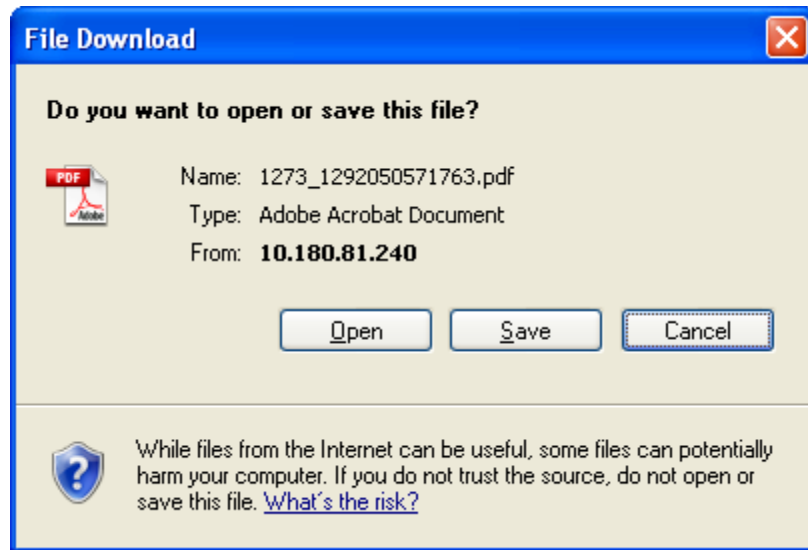 File Download
Do you want to open or save this file?
PDF
Adobe
Name: 1273_1292050571763.pdf
Type: Adobe Acrobat Document
From: 10.180.81.240
Open Save Cancel
While files from the Internet can be useful, some files can potentially
harm your computer. If you do not trust the source, do not open or
save this file. What's the risk?